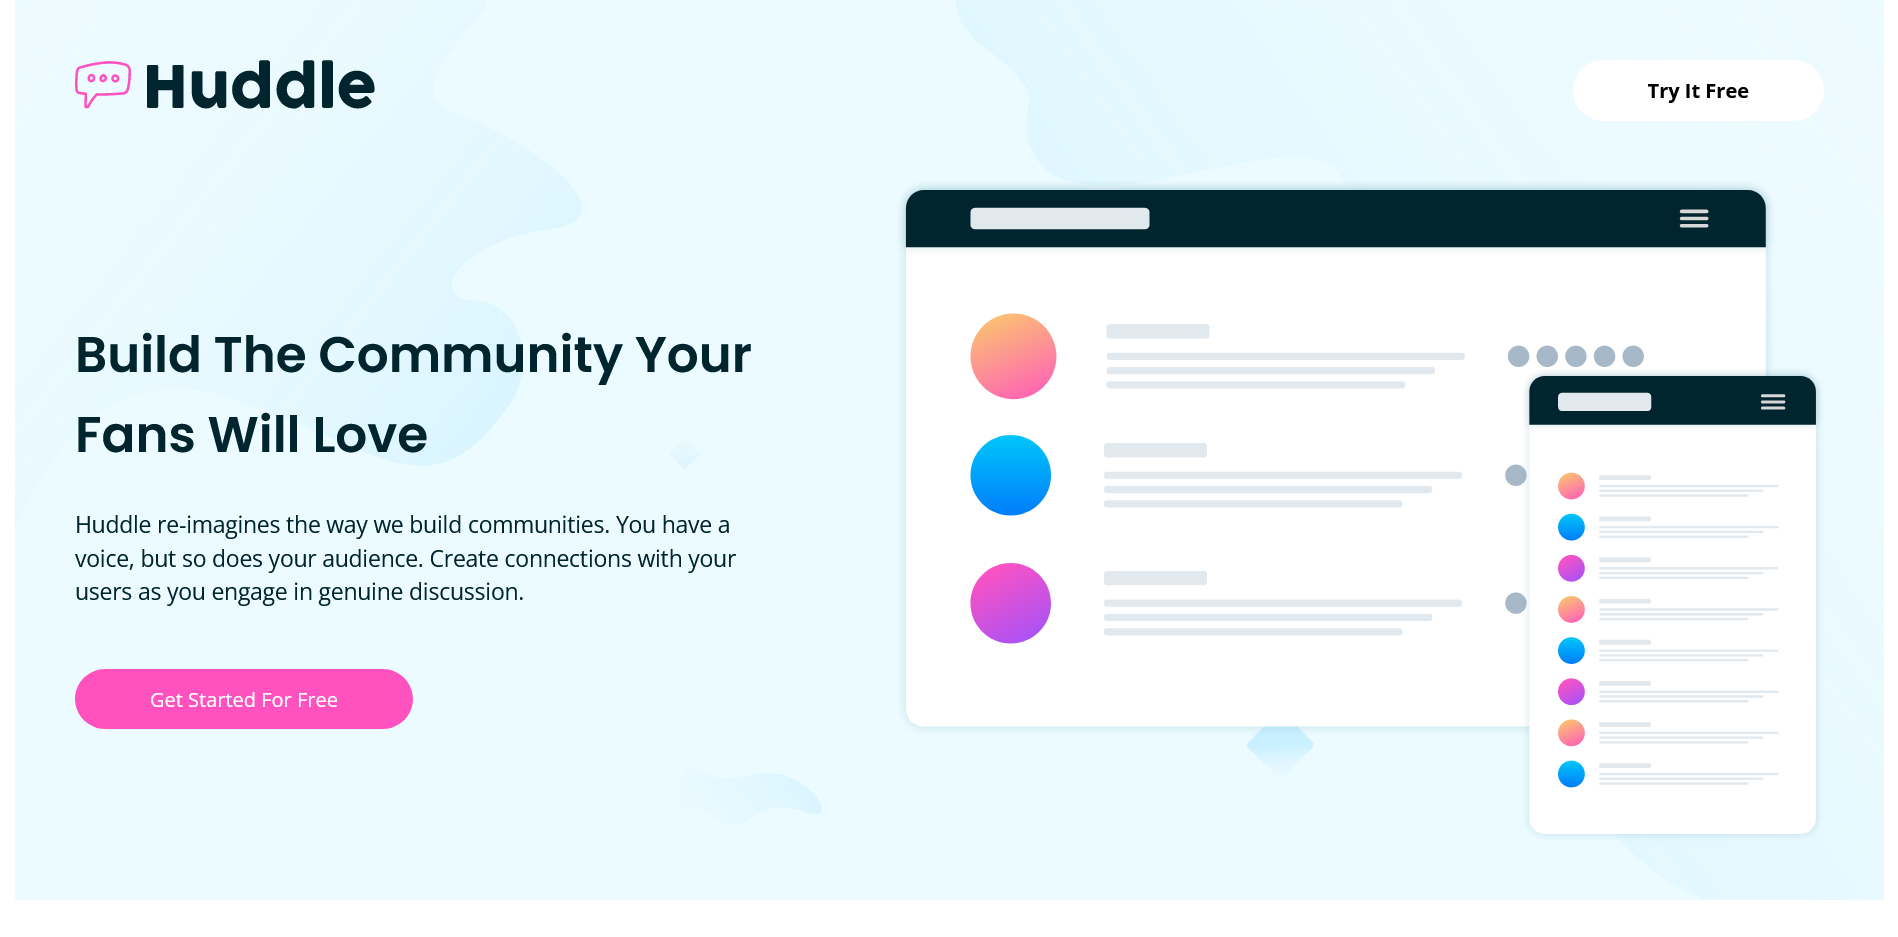 Huddle
Try It Free
Build The Community Your
Fans Will Love
Huddle re-imagines the way we build communities. You have a
voice, but so does your audience. Create connections with your
users as you engage in genuine discussion.
Get Started For Free